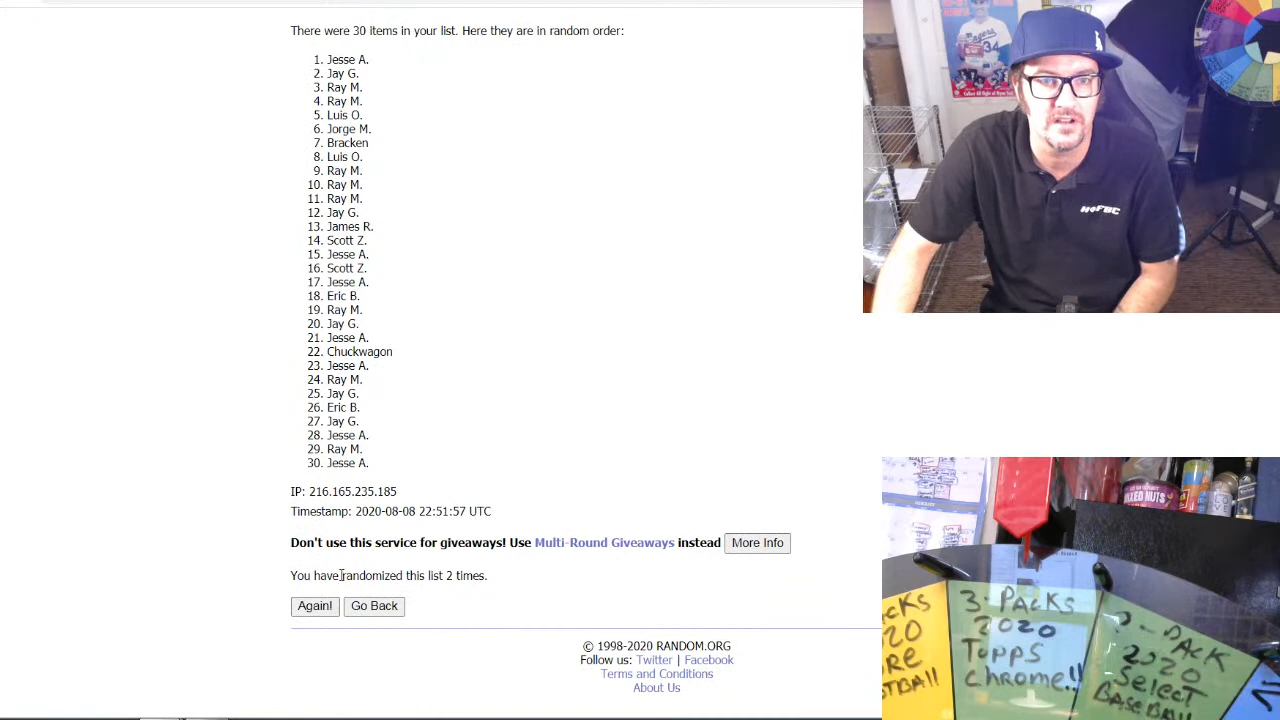 There were 30 items in your list. Here they are in random order:
1. Jesse A.
2. Jay G.
3. Ray M.
4. Ray M.
5. Luis O.
6. Jorge M.
7. Bracken
8. Luis O.
9. Ray M.
10. Ray M.
11. Ray M.
12. Jay G.
13. James R.
14. Scott Z.
15. Jesse A.
16. Scott Z.
17. Jesse A.
18. Eric B.
19. Ray M.
20. Jay G.
21. Jesse A.
22. Chuckwagon
23. Jesse A.
24. Ray M.
25. Jay G.
26. Eric B.
27. Jay G.
28. Jesse A.
29. Ray M.
30. Jesse A.
IP: 216.165.235.185
Timestamp: 2020-08-08 22:51:57 UTC
Don't use this service for giveaways! Use Multi-Round Giveaways instead More Info
You have randomized this list 2 times.
Again! Go Back
© 1998-2020 RANDOM.ORG
Follow us: Twitter | Facebook
Terms and Conditions
About Us
34
HOFBC
MIXED NUTS
LOVE
3-PACKS
2020
TOPPS
CHROME!!
PACK
2020
Select
BASEBALL